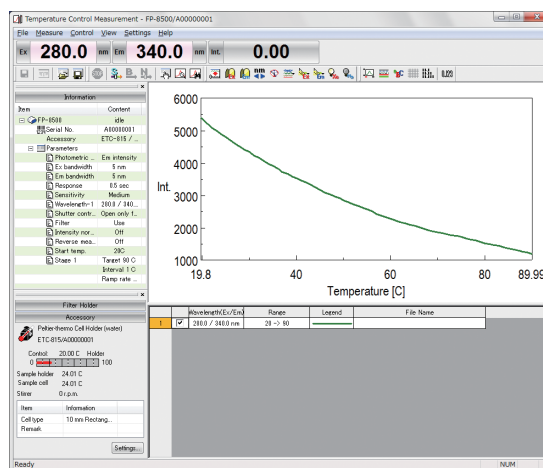 Temperature Control Measurement - FP-8500/A00000001
File Measure Control View Settings Help
Ex 280.0 nm Em 340.0 nm Int. 0.00
Information
Item Content
FP-8500 idle
Serial No. A00000001
Accessory ETC-815 / ...
Parameters
Photometric ... Em intensity
Ex bandwidth 5 nm
Em bandwidth 5 nm
Response 0.5 sec
Sensitivity Medium
Wavelength-1 280.0 / 340...
Shutter contr... Open only t...
Filter Use
Intensity nor... Off
Reverse mea... Off
Start temp. 20C
Stage 1 Target 90 C
Interval 1 C
Ramp rate ...
Filter Holder
Accessory
Peltier-thermo Cell Holder (water)
ETC-815/A00000001
Control: 20.00 C Holder
0 100
Sample holder 24.01 C
Sample cell 24.01 C
Stirrer 0 r.p.m.
Item Information
Cell type 10 mm Rectang...
Remark
Settings...
6000
5000
4000
Int.
3000
2000
1000
19.8 40 60 80 89.99
Temperature [C]
Wavelength(Ex/Em) Range Legend File Name
1 280.0 / 340.0 nm 20 -> 90
Ready NUM